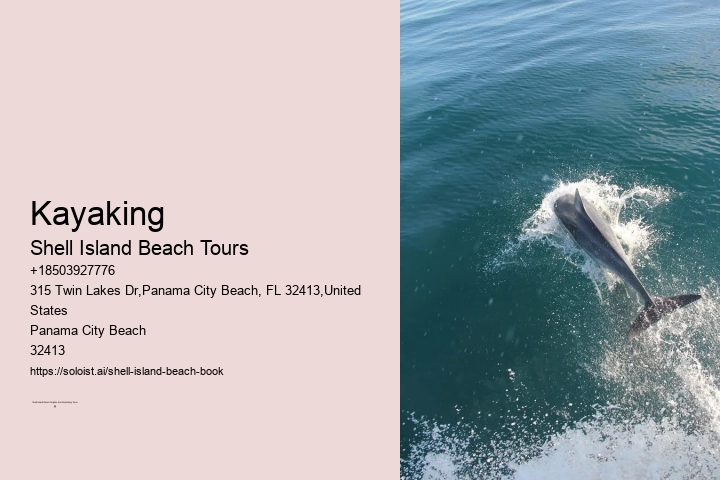 Kayaking
Shell Island Beach Tours
+18503927776
315 Twin Lakes Dr,Panama City Beach, FL 32413,United
States
Panama City Beach
32413
https://soloist.ai/shell-island-beach-book